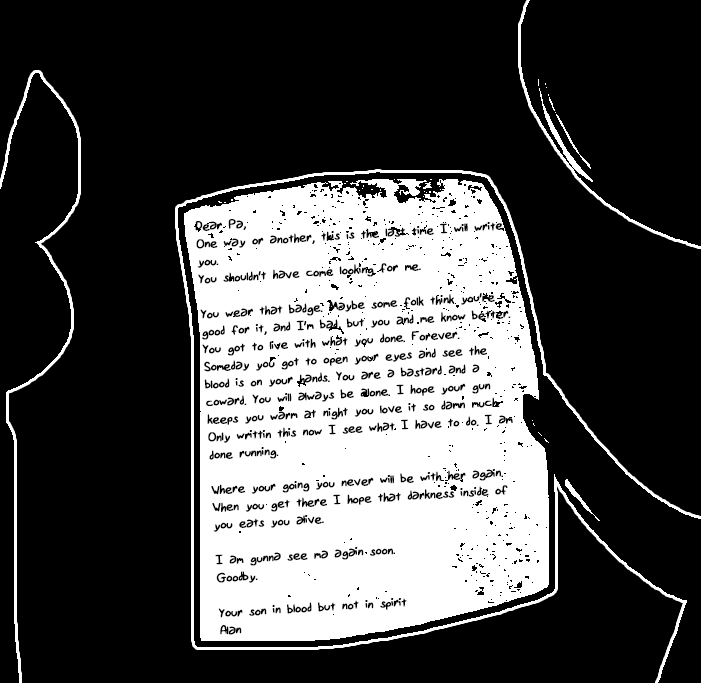 Dear Pa,
One way or another, this is the last time I will write
you.
You shouldn't have come looking for me.
You wear that badge. Maybe some folk think you're
good for it, and I'm bad, but you and me know better.
You got to live with what you done. Forever.
Someday you got to open your eyes and see the
blood is on your hands. You are a bastard and a
coward. You will always be alone. I hope your gun
keeps you warm at night you love it so damn much.
Only writtin this now I see what I have to do. I am
done running.
Where your going you never will be with her again.
When you get there I hope that darkness inside of
you eats you alive.
I am gunna see ma again soon.
Goodby.
Your son in blood but not in spirit
Alan